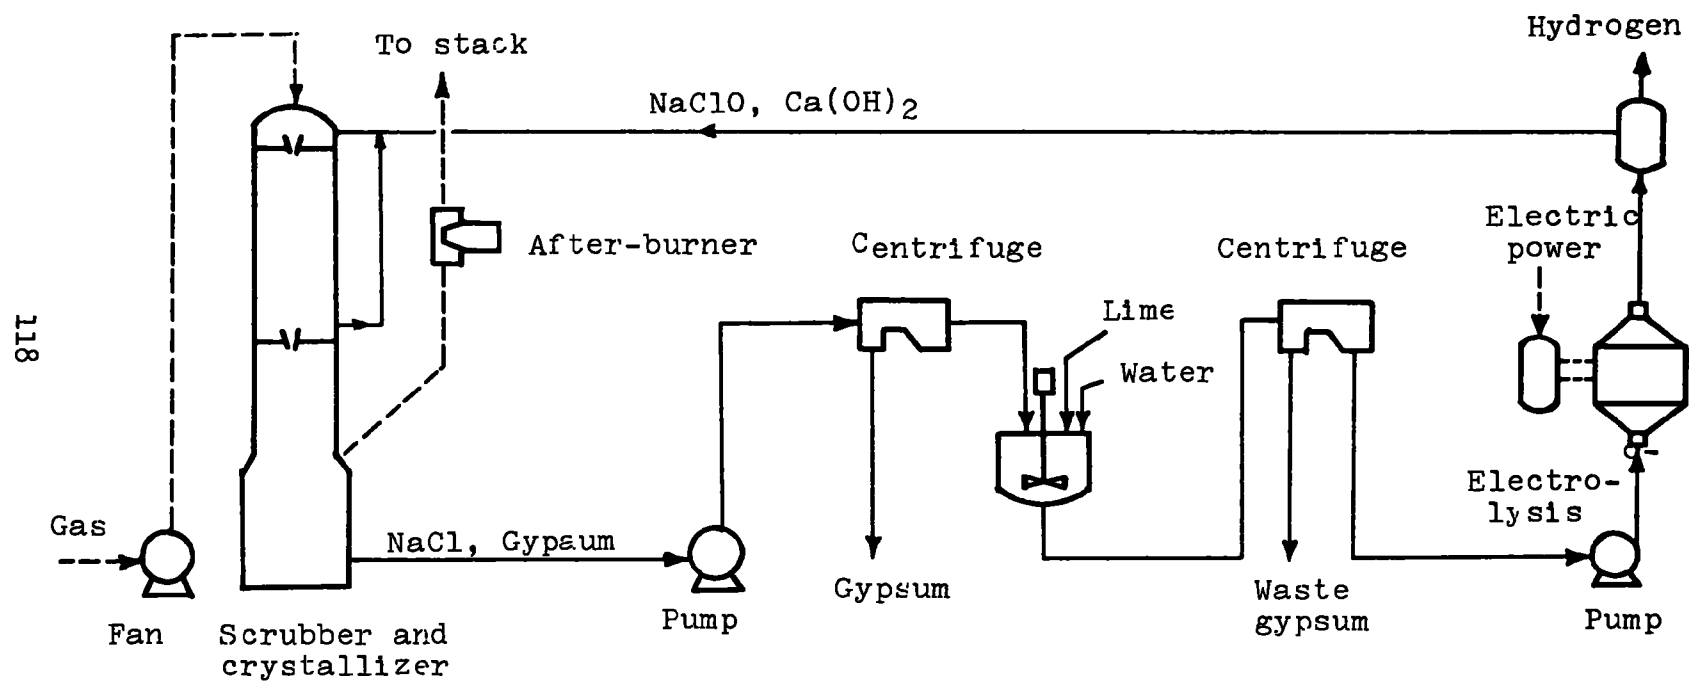 Hydrogen
To stack
NaClO, Ca(OH)2
Electric
power
After-burner
Centrifuge
Centrifuge
Lime
Water
118
Electro-
lysis
Gas
NaCl, Gypsum
Gypsum
Waste
gypsum
Pump
Pump
Fan
Scrubber and
crystallizer